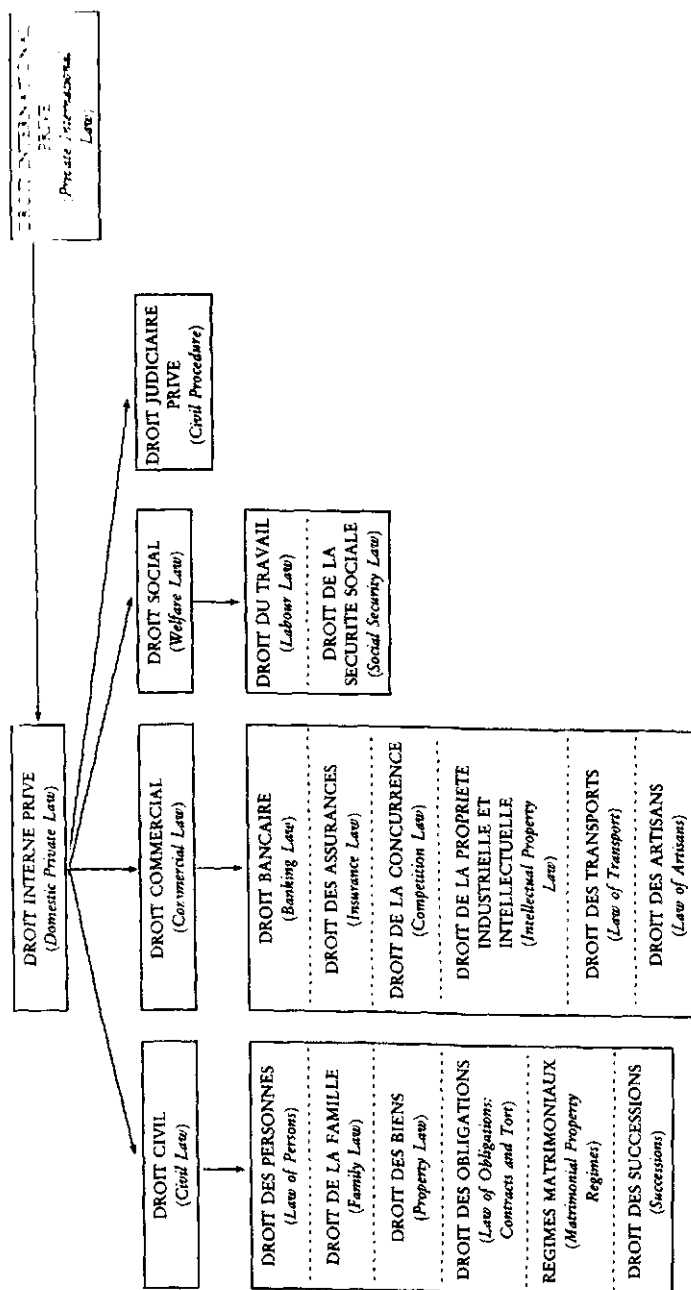 DROIT INTERNATIONAL
PRIVE
(Private International
Law)
DROIT INTERNE PRIVE
(Domestic Private Law)
DROIT CIVIL
(Civil Law)
DROIT COMMERCIAL
(Commercial Law)
DROIT SOCIAL
(Welfare Law)
DROIT JUDICIAIRE
PRIVE
(Civil Procedure)
DROIT DES PERSONNES
(Law of Persons)
DROIT DE LA FAMILLE
(Family Law)
DROIT DES BIENS
(Property Law)
DROIT DES OBLIGATIONS
(Law of Obligations:
Contracts and Tort)
REGIMES MATRIMONIAUX
(Matrimonial Property
Regimes)
DROIT DES SUCCESSIONS
(Successions)
DROIT BANCAIRE
(Banking Law)
DROIT DES ASSURANCES
(Insurance Law)
DROIT DE LA CONCURRENCE
(Competition Law)
DROIT DE LA PROPRIETE
INDUSTRIELLE ET
INTELLECTUELLE
(Intellectual Property
Law)
DROIT DES TRANSPORTS
(Law of Transport)
DROIT DES ARTISANS
(Law of Artisans)
DROIT DU TRAVAIL
(Labour Law)
DROIT DE LA
SECURITE SOCIALE
(Social Security Law)